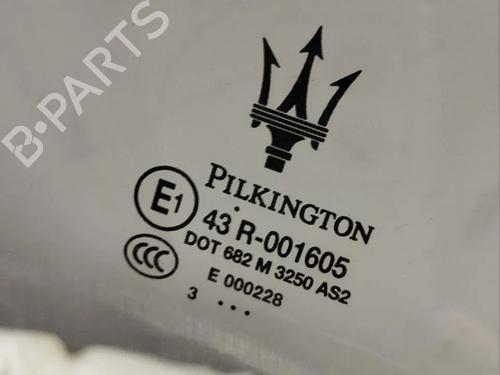 B-PARTS
PILKINGTON
E1
43 R-001605
DOT 682 M 3250 AS2
CCC
E 000228
3 ...